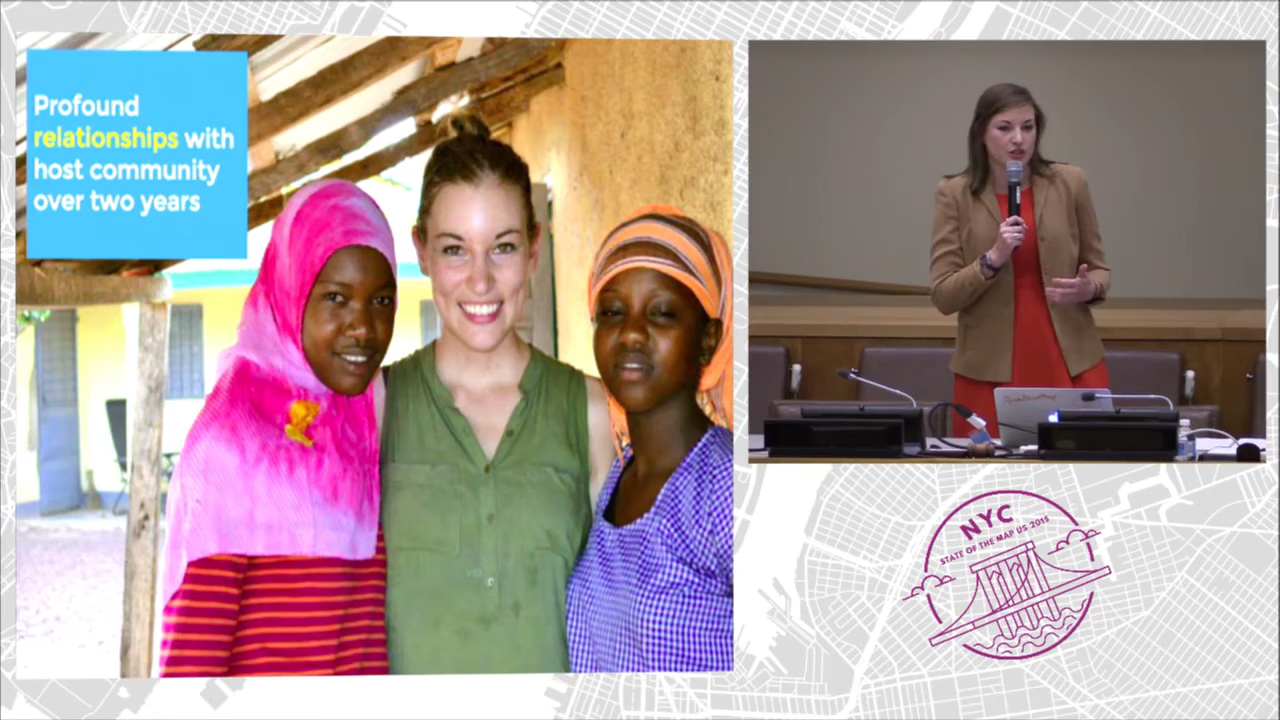 Profound
relationships with
host community
over two years
NYC
STATE OF THE MAP US 2015